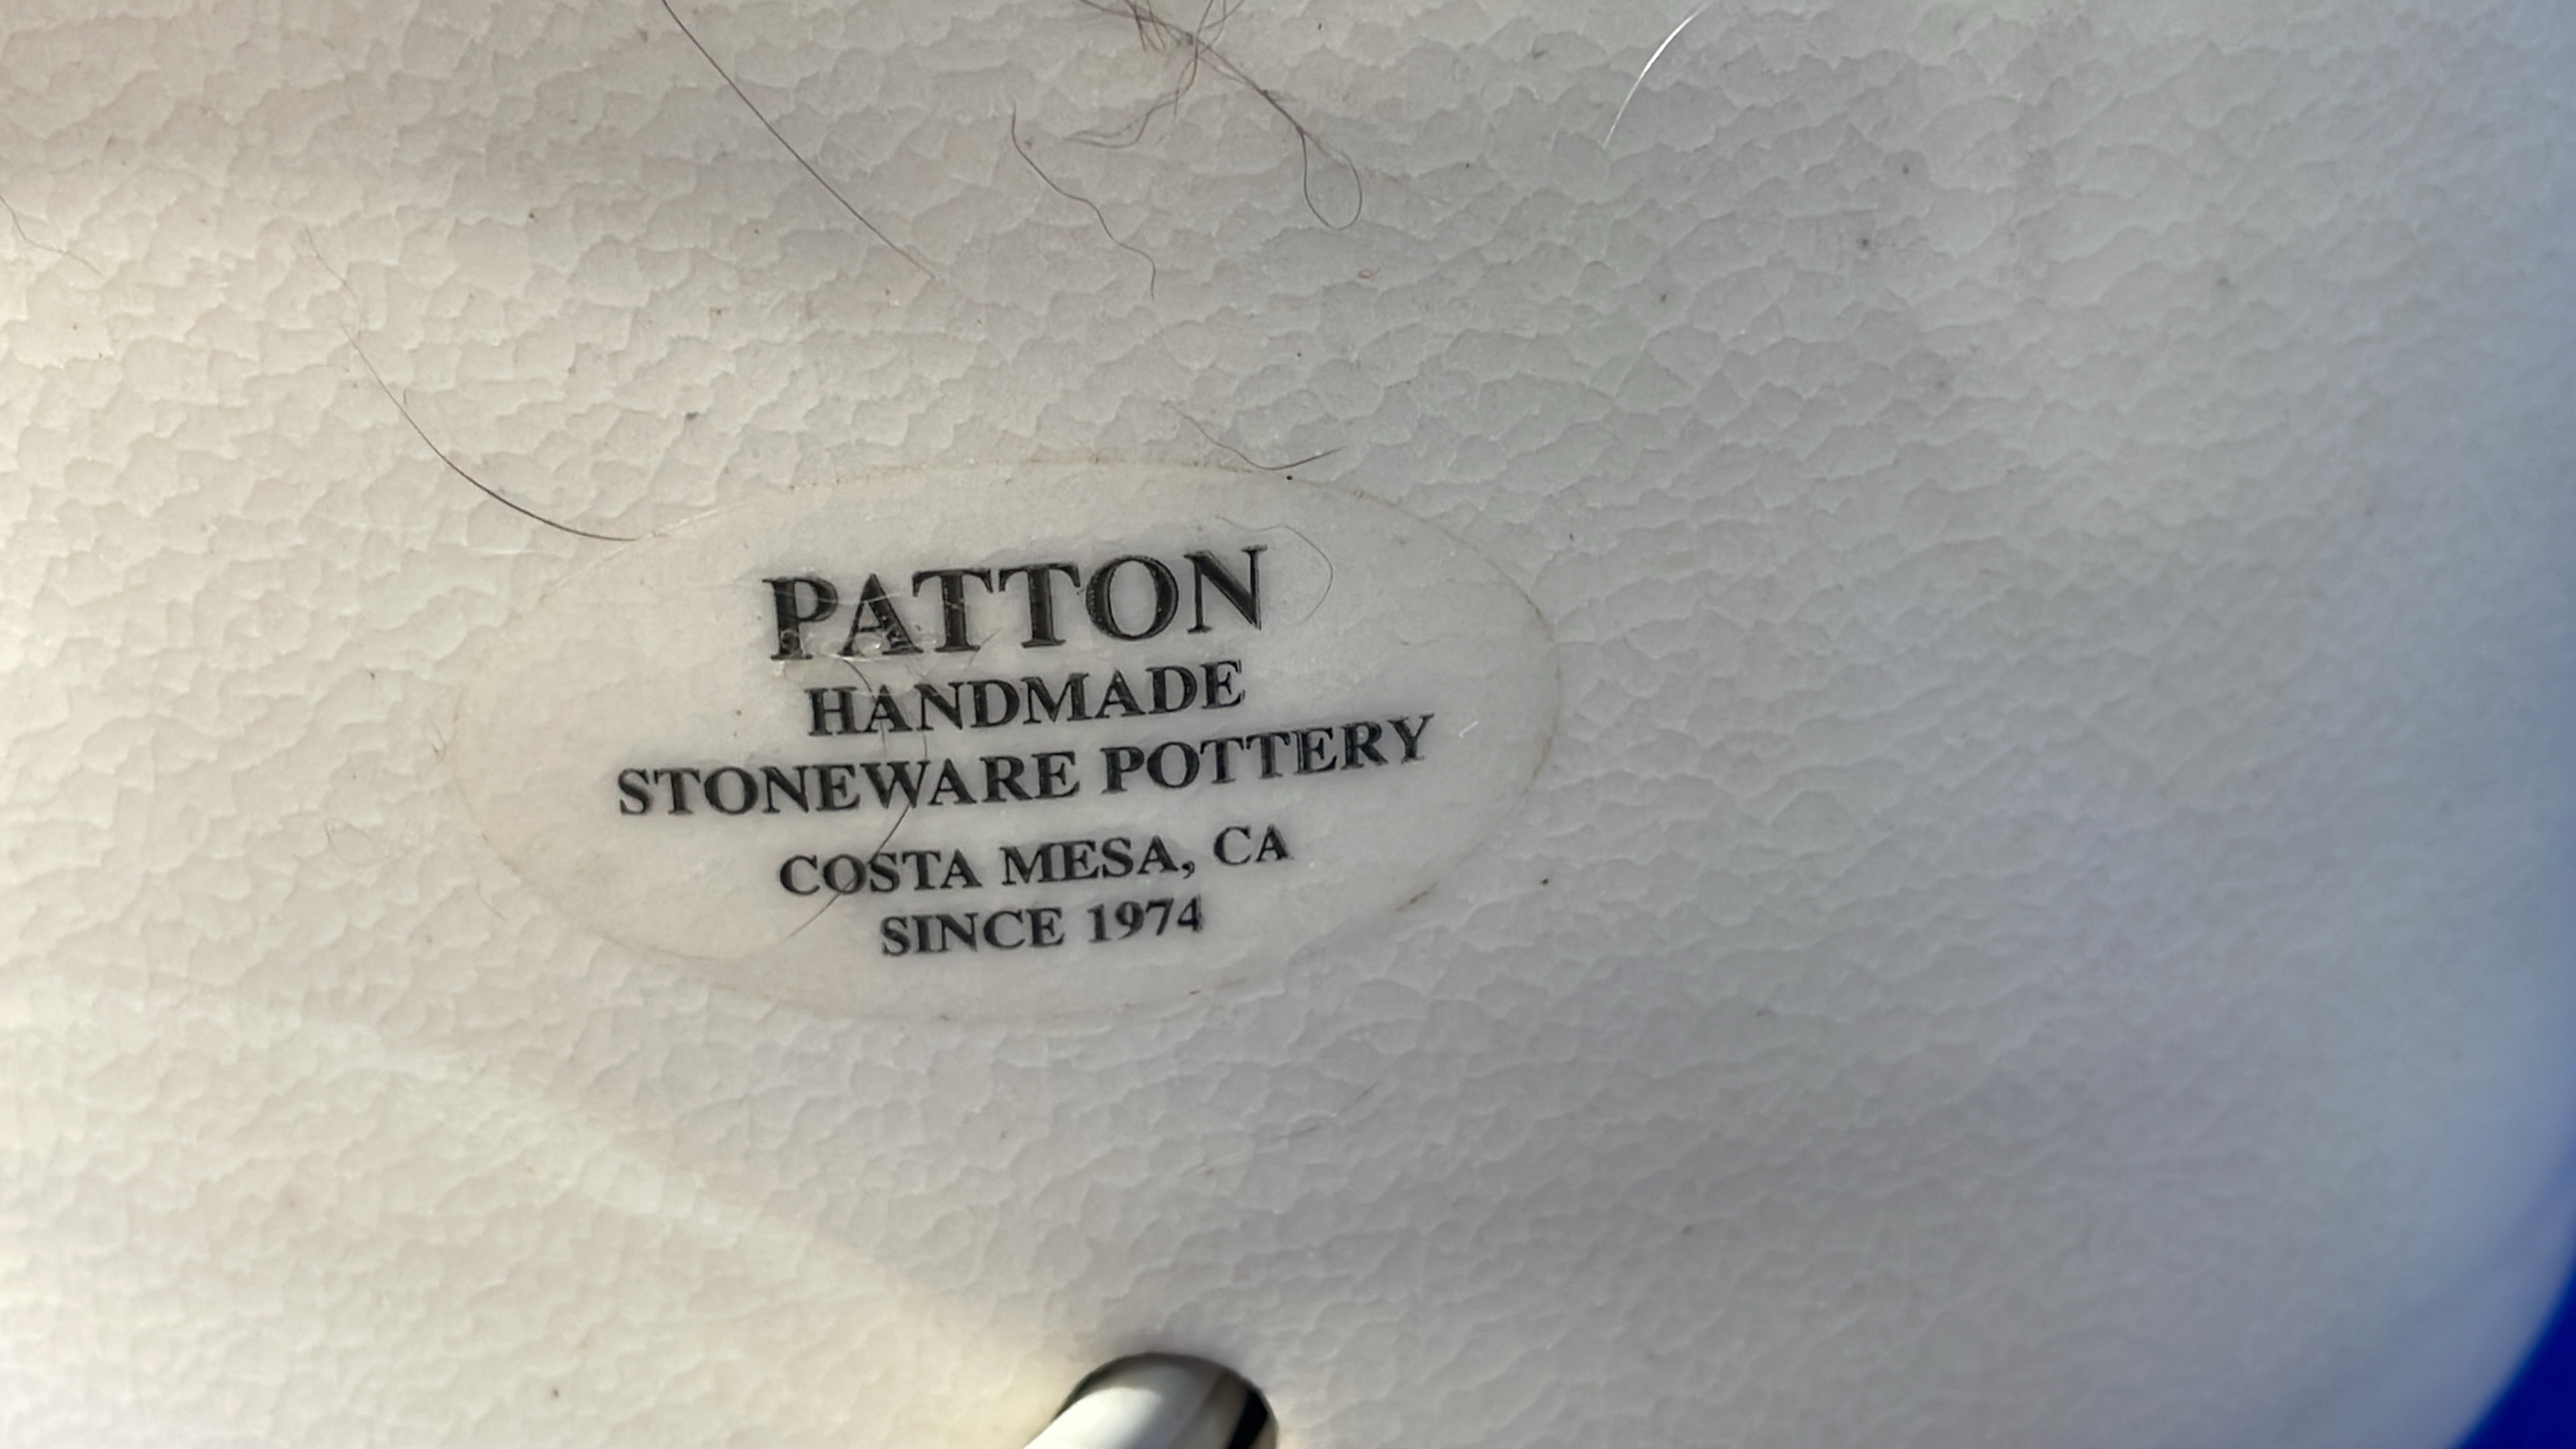 PATTON
HANDMADE
STONEWARE POTTERY
COSTA MESA, CA
SINCE 1974